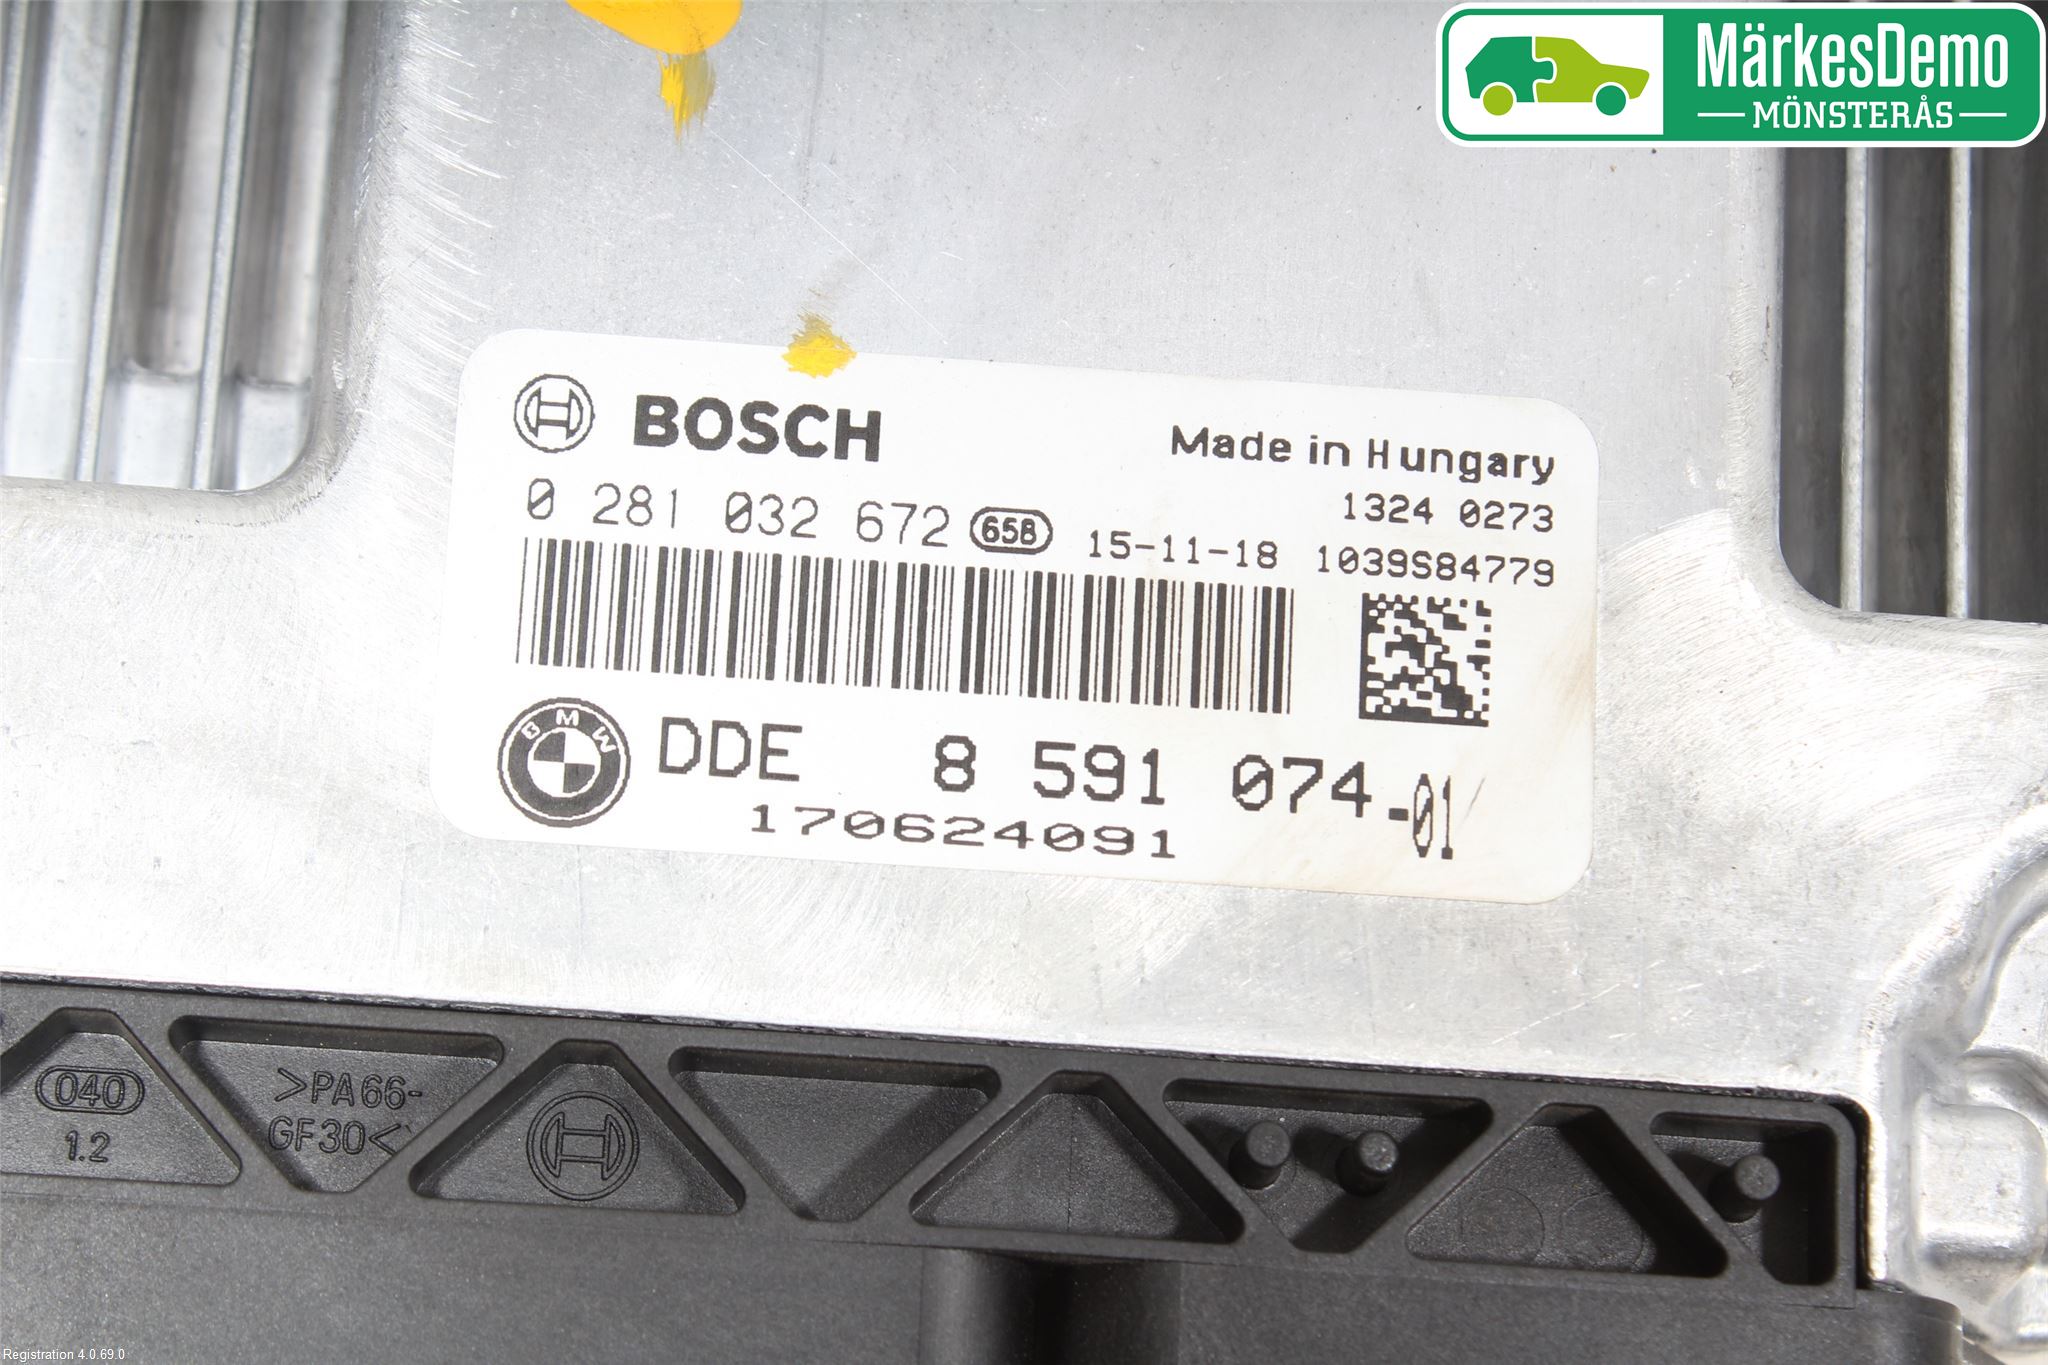 MärkesDemo
MÖNSTERÅS
BOSCH
Made in Hungary
0 281 032 672 658 15-11-18
1324 0273
1039S84779
BMW
DDE 8 591 074-01
170624091
040
1.2
>PA66-
GF30<
Registration 4.0.69.0